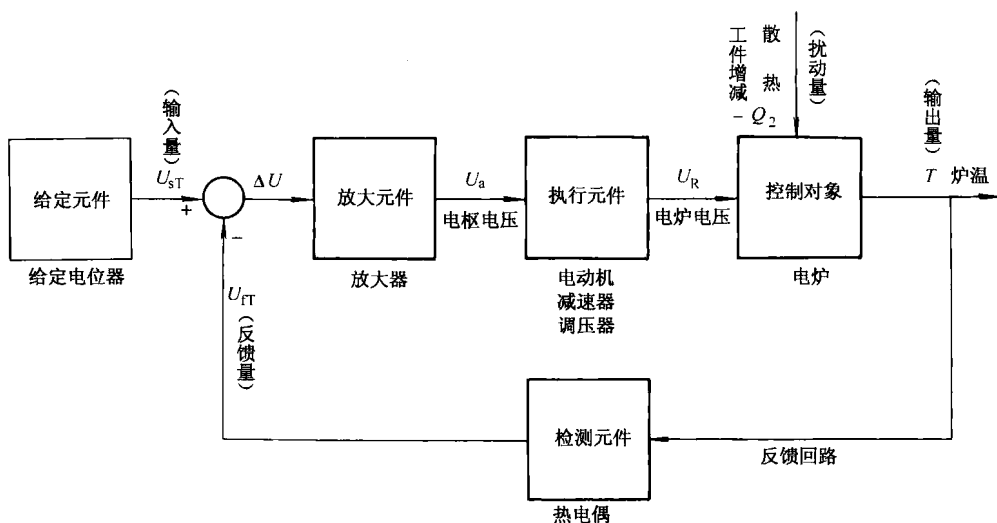 工件增减
散热
－Q₂
（扰动量）
（输入量）
（输出量）
给定元件
U_sT
+
−
ΔU
放大元件
U_a
电枢电压
执行元件
U_R
电炉电压
控制对象
T 炉温
给定电位器
放大器
电动机
减速器
调压器
电炉
U_fT
（反馈量）
检测元件
反馈回路
热电偶